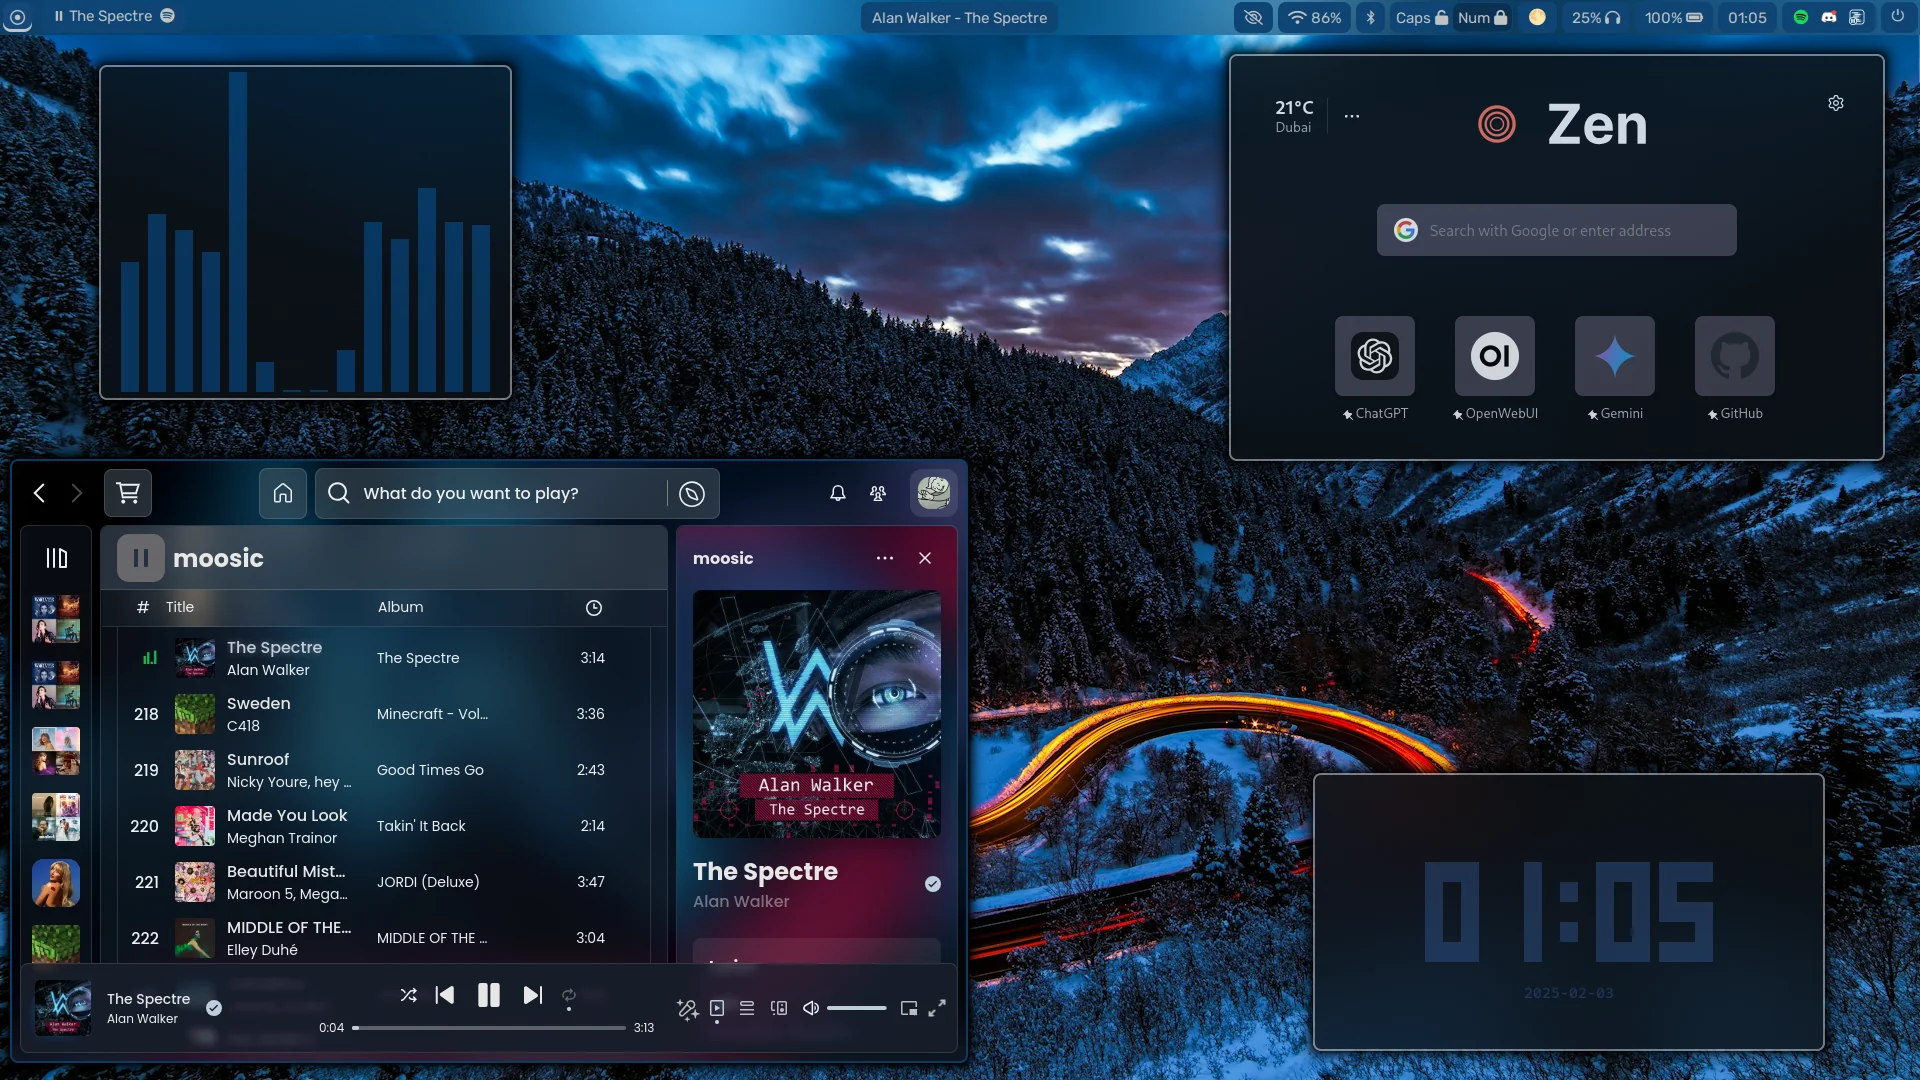 The Spectre
Alan Walker - The Spectre
86%
Caps
Num
25%
100%
01:05
21°C
Dubai
Zen
Search with Google or enter address
ChatGPT
OI
OpenWebUI
Gemini
GitHub
What do you want to play?
moosic
# Title Album
The Spectre
Alan Walker
The Spectre
3:14
218
Sweden
C418
Minecraft - Vol...
3:36
219
Sunroof
Nicky Youre, hey ...
Good Times Go
2:43
220
Made You Look
Meghan Trainor
Takin' It Back
2:14
221
Beautiful Mist...
Maroon 5, Mega...
JORDI (Deluxe)
3:47
222
MIDDLE OF THE...
Elley Duhé
MIDDLE OF THE ...
3:04
moosic
Alan Walker
The Spectre
The Spectre
Alan Walker
The Spectre
Alan Walker
0:04
3:13
01:05
2025-02-03